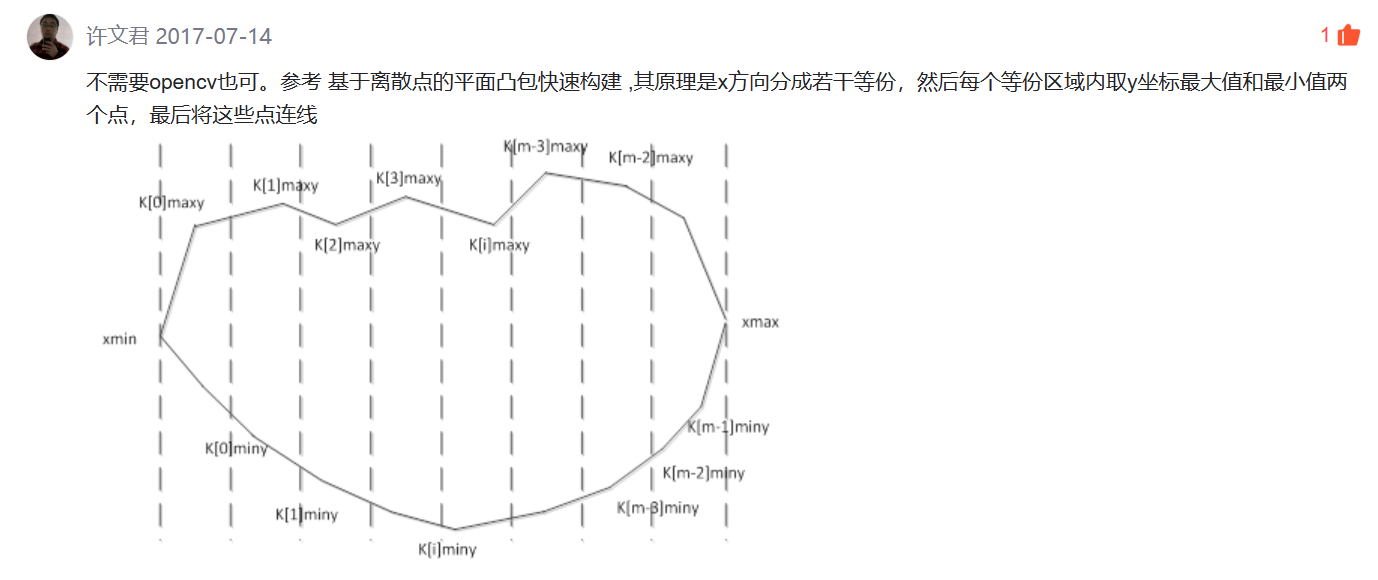 许文君 2017-07-14
1
不需要opencv也可。参考 基于离散点的平面凸包快速构建 ,其原理是x方向分成若干等份，然后每个等份区域内取y坐标最大值和最小值两
个点，最后将这些点连线
K[m-3]maxy
K[m-2]maxy
K[3]maxy
K[1]maxy
K[0]maxy
K[2]maxy
K[i]maxy
xmax
xmin
K[m-1]miny
K[0]miny
K[m-2]miny
K[m-3]miny
K[1]miny
K[i]miny